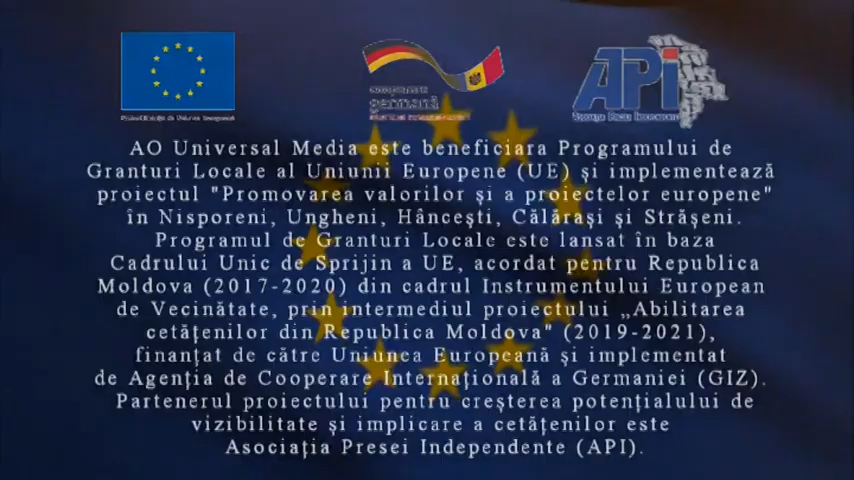 API
germană
AO Universal Media este beneficiara Programului de
Granturi Locale al Uniunii Europene (UE) și implementează
proiectul "Promovarea valorilor și a proiectelor europene"
în Nisporeni, Ungheni, Hâncești, Călărași și Strășeni.
Programul de Granturi Locale este lansat în baza
Cadrului Unic de Sprijin a UE, acordat pentru Republica
Moldova (2017-2020) din cadrul Instrumentului European
de Vecinătate, prin intermediul proiectului „Abilitarea
cetățenilor din Republica Moldova" (2019-2021),
finanțat de către Uniunea Europeană și implementat
de Agenția de Cooperare Internațională a Germaniei (GIZ).
Partenerul proiectului pentru creșterea potențialului de
vizibilitate și implicare a cetățenilor este
Asociația Presei Independente (API).